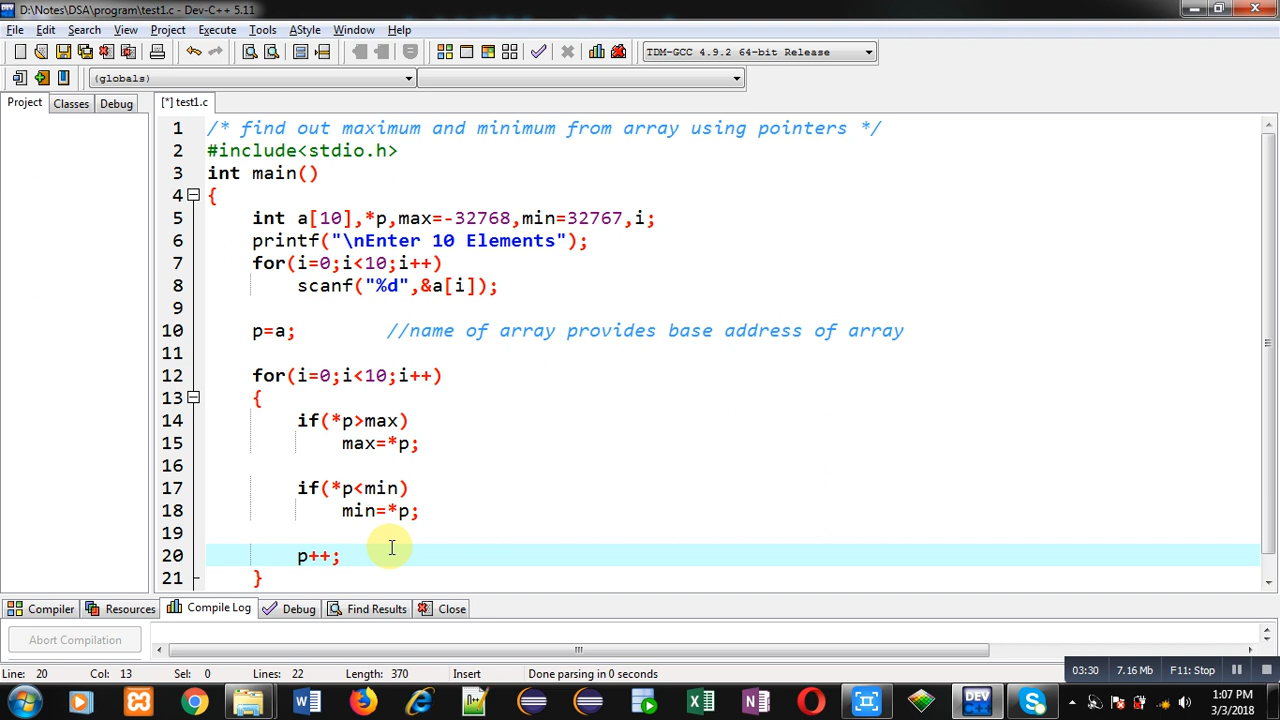 D:\Notes\DSA\program\test1.c - Dev-C++ 5.11
File Edit Search View Project Execute Tools AStyle Window Help
TDM-GCC 4.9.2 64-bit Release
(globals)
Project Classes Debug [*] test1.c
1 /* find out maximum and minimum from array using pointers */
2 #include<stdio.h>
3 int main()
4 {
5 int a[10],*p,max=-32768,min=32767,i;
6 printf("\nEnter 10 Elements");
7 for(i=0;i<10;i++)
8 scanf("%d",&a[i]);
9
10 p=a; //name of array provides base address of array
11
12 for(i=0;i<10;i++)
13 {
14 if(*p>max)
15 max=*p;
16
17 if(*p<min)
18 min=*p;
19
20 p++;
21 }
Compiler Resources Compile Log Debug Find Results Close
Abort Compilation
Line: 20 Col: 13 Sel: 0 Lines: 22 Length: 370 Insert Done parsing in 0 seconds
03:30 7.16 Mb F11: Stop
DEV
1:07 PM
3/3/2018